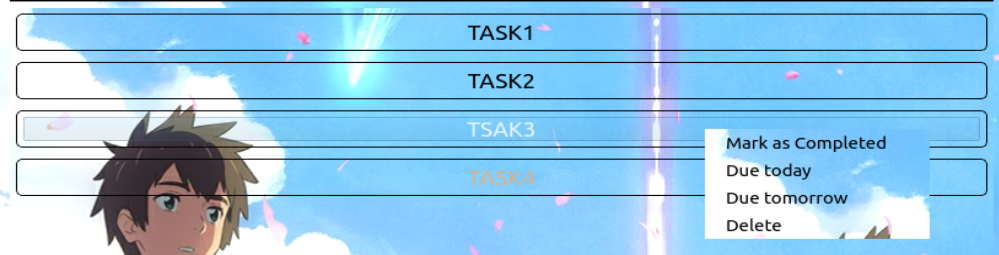 TASK1
TASK2
TSAK3
TASK4
Mark as Completed
Due today
Due tomorrow
Delete